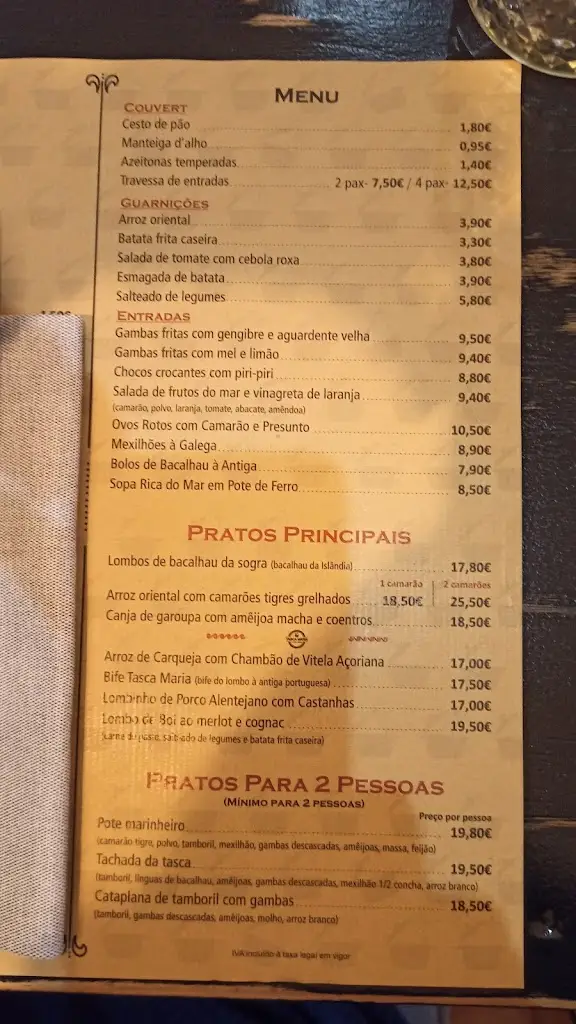 MENU
COUVERT
Cesto de pão 1,80€
Manteiga d'alho 0,95€
Azeitonas temperadas 1,40€
Travessa de entradas 2 pax- 7,50€ / 4 pax- 12,50€
GUARNIÇÕES
Arroz oriental 3,90€
Batata frita caseira 3,30€
Salada de tomate com cebola roxa 3,80€
Esmagada de batata 3,90€
Salteado de legumes 5,80€
ENTRADAS
Gambas fritas com gengibre e aguardente velha 9,50€
Gambas fritas com mel e limão 9,40€
Chocos crocantes com piri-piri 8,80€
Salada de frutos do mar e vinagreta de laranja 9,40€
(camarão, polvo, laranja, tomate, abacate, amêndoa)
Ovos Rotos com Camarão e Presunto 10,50€
Mexilhões à Galega 8,90€
Bolos de Bacalhau à Antiga 7,90€
Sopa Rica do Mar em Pote de Ferro 8,50€
PRATOS PRINCIPAIS
Lombos de bacalhau da sogra (bacalhau da Islândia) 17,80€
1 camarão | 2 camarões
Arroz oriental com camarões tigres grelhados 18,50€ 25,50€
Canja de garoupa com amêijoa macha e coentros 18,50€
Arroz de Carqueja com Chambão de Vitela Açoriana 17,00€
Bife Tasca Maria (bife do lombo à antiga portuguesa) 17,50€
Lombinho de Porco Alentejano com Castanhas 17,00€
Lombo de Boi ao merlot e cognac 19,50€
de legumes e batata frita caseira)
PRATOS PARA 2 PESSOAS
(MÍNIMO PARA 2 PESSOAS)
Preço por pessoa
Pote marinheiro 19,80€
(camarão tigre, polvo, tamboril, mexilhão, gambas descascadas, amêijoas, massa, feijão)
Tachada da tasca 19,50€
(tamboril, línguas de bacalhau, amêijoas, gambas descascadas, mexilhão 1/2 concha, arroz branco)
Cataplana de tamboril com gambas 18,50€
(tamboril, gambas descascadas, amêijoas, molho, arroz branco)
IVA incluído à taxa legal em vigor